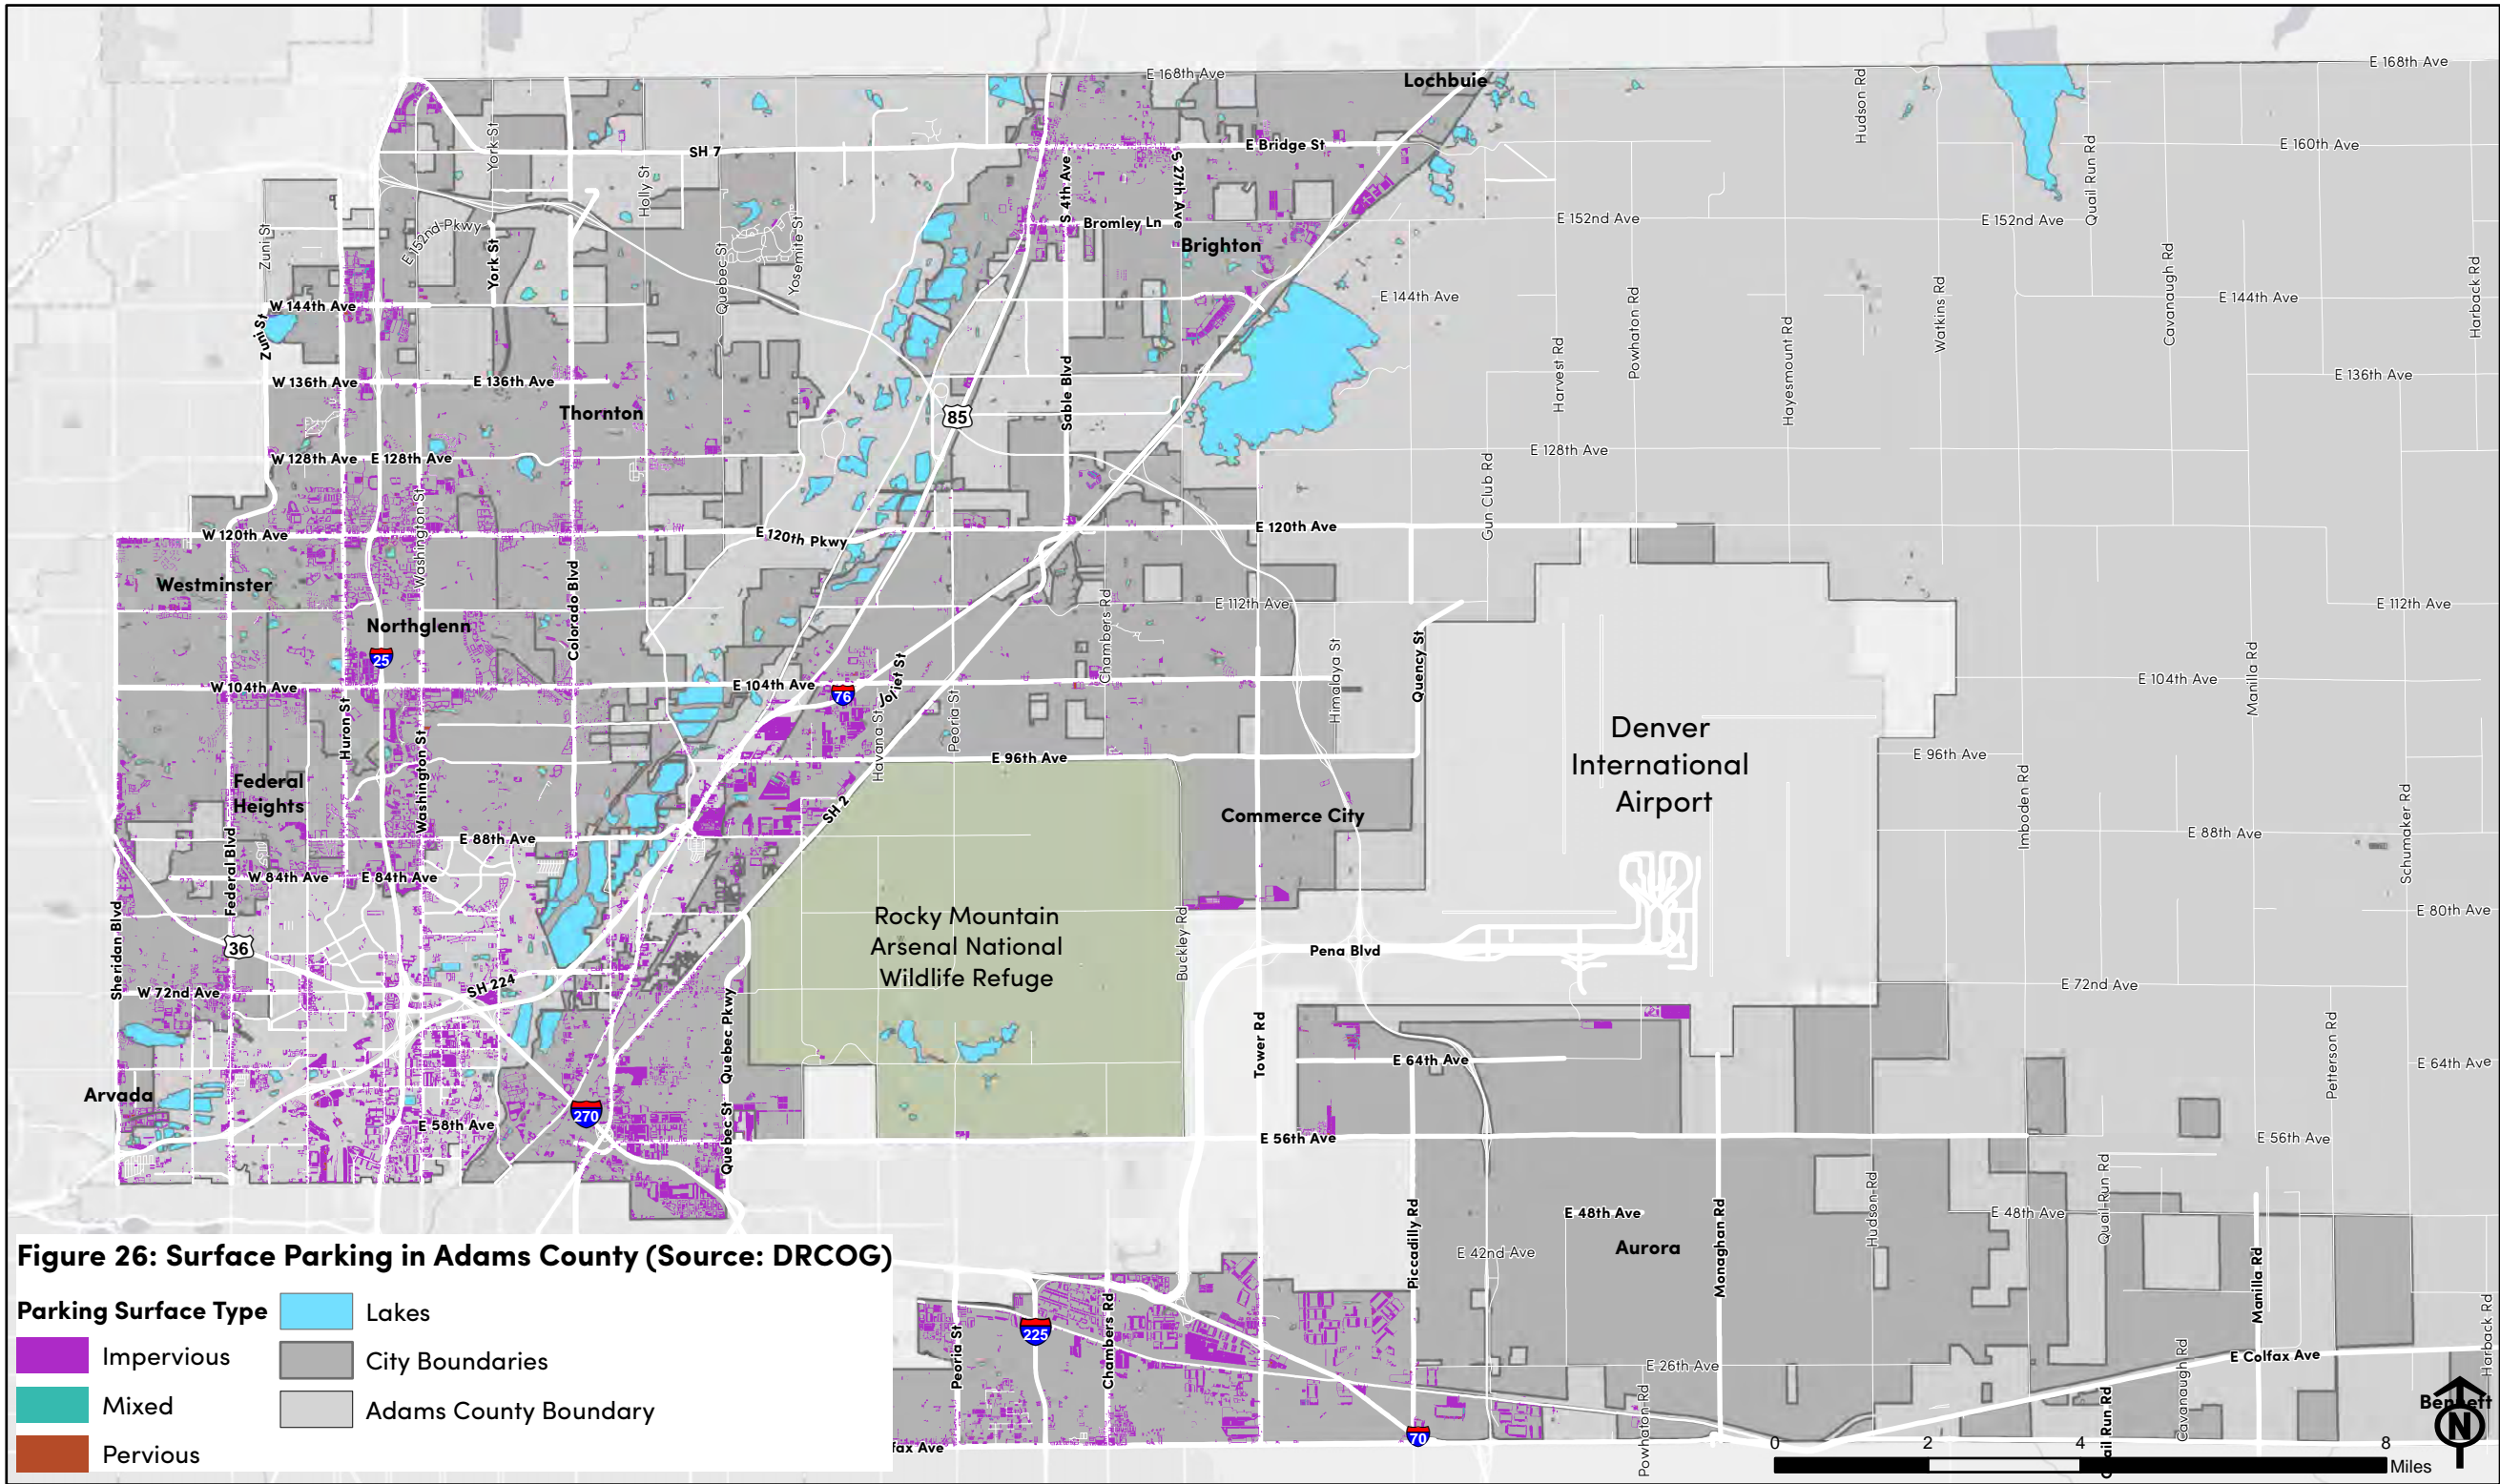 E 168th Ave
E 168th Ave
Lochbuie
Hudson Rd
York St
SH 7
E Bridge St
E 160th Ave
Holly St
S 4th Ave
S 27th Ave
Quail Run Rd
Zuni St
E 152nd Pkwy
York St
Quebec St
Yosemite St
Bromley Ln
Brighton
E 152nd Ave
E 152nd Ave
Cavanaugh Rd
Harback Rd
W 144th Ave
E 144th Ave
Powhaton Rd
Hayesmount Rd
Watkins Rd
E 144th Ave
Zuni St
Harvest Rd
W 136th Ave
E 136th Ave
Sable Blvd
E 136th Ave
Thornton
85
W 128th Ave
E 128th Ave
E 128th Ave
Gun Club Rd
Washington St
W 120th Ave
E 120th Pkwy
E 120th Ave
Westminster
Colorado Blvd
Chambers Rd
E 112th Ave
E 112th Ave
Northglenn
25
Himalaya St
Quency St
Manilla Rd
W 104th Ave
E 104th Ave
76
Joliet St
E 104th Ave
Huron St
Havana St
Peoria St
Denver
International
Airport
Washington St
E 96th Ave
E 96th Ave
Imboden Rd
Federal
Heights
SH 2
Commerce City
Schumaker Rd
Federal Blvd
E 88th Ave
E 88th Ave
W 84th Ave
E 84th Ave
Sheridan Blvd
36
Rocky Mountain
Arsenal National
Wildlife Refuge
Buckley Rd
E 80th Ave
Pena Blvd
W 72nd Ave
SH 224
E 72nd Ave
Quebec Pkwy
Tower Rd
Petterson Rd
E 64th Ave
E 64th Ave
Arvada
270
E 58th Ave
Quebec St
E 56th Ave
E 56th Ave
Piccadilly Rd
E 48th Ave
Monaghan Rd
Hudson Rd
E 48th Ave
Quail Run Rd
E 42nd Ave
Aurora
Manilla Rd
Figure 26: Surface Parking in Adams County (Source: DRCOG)
Parking Surface Type
Impervious
Mixed
Pervious
Lakes
City Boundaries
Adams County Boundary
Peoria St
225
Chambers Rd
E 26th Ave
Cavanaugh Rd
E Colfax Ave
Harback Rd
Bennett
fax Ave
70
Powhaton Rd
ail Run Rd
N
0 2 4 8
Miles